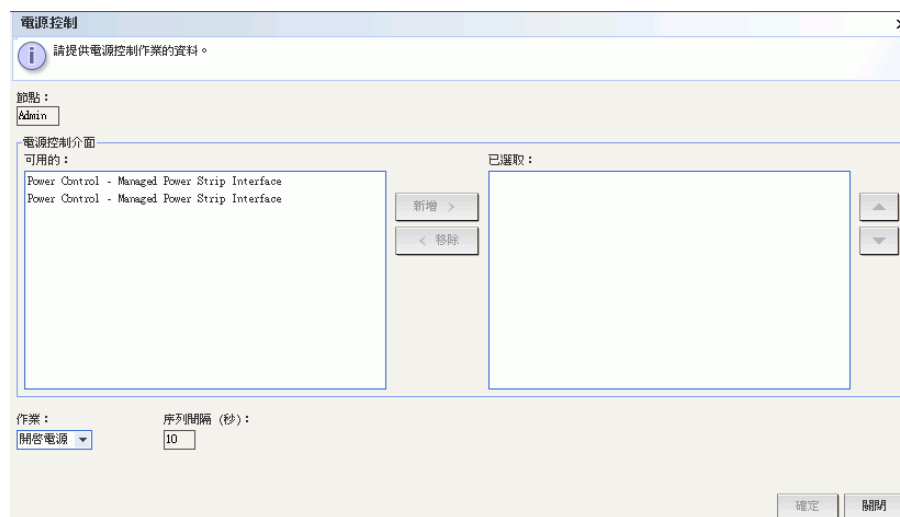 電源控制
請提供電源控制作業的資料。
節點：
Admin
電源控制介面
可用的：
已選取：
Power Control - Managed Power Strip Interface
Power Control - Managed Power Strip Interface
新增 >
< 移除
作業：
序列間隔 (秒)：
開啓電源
10
確定
關閉